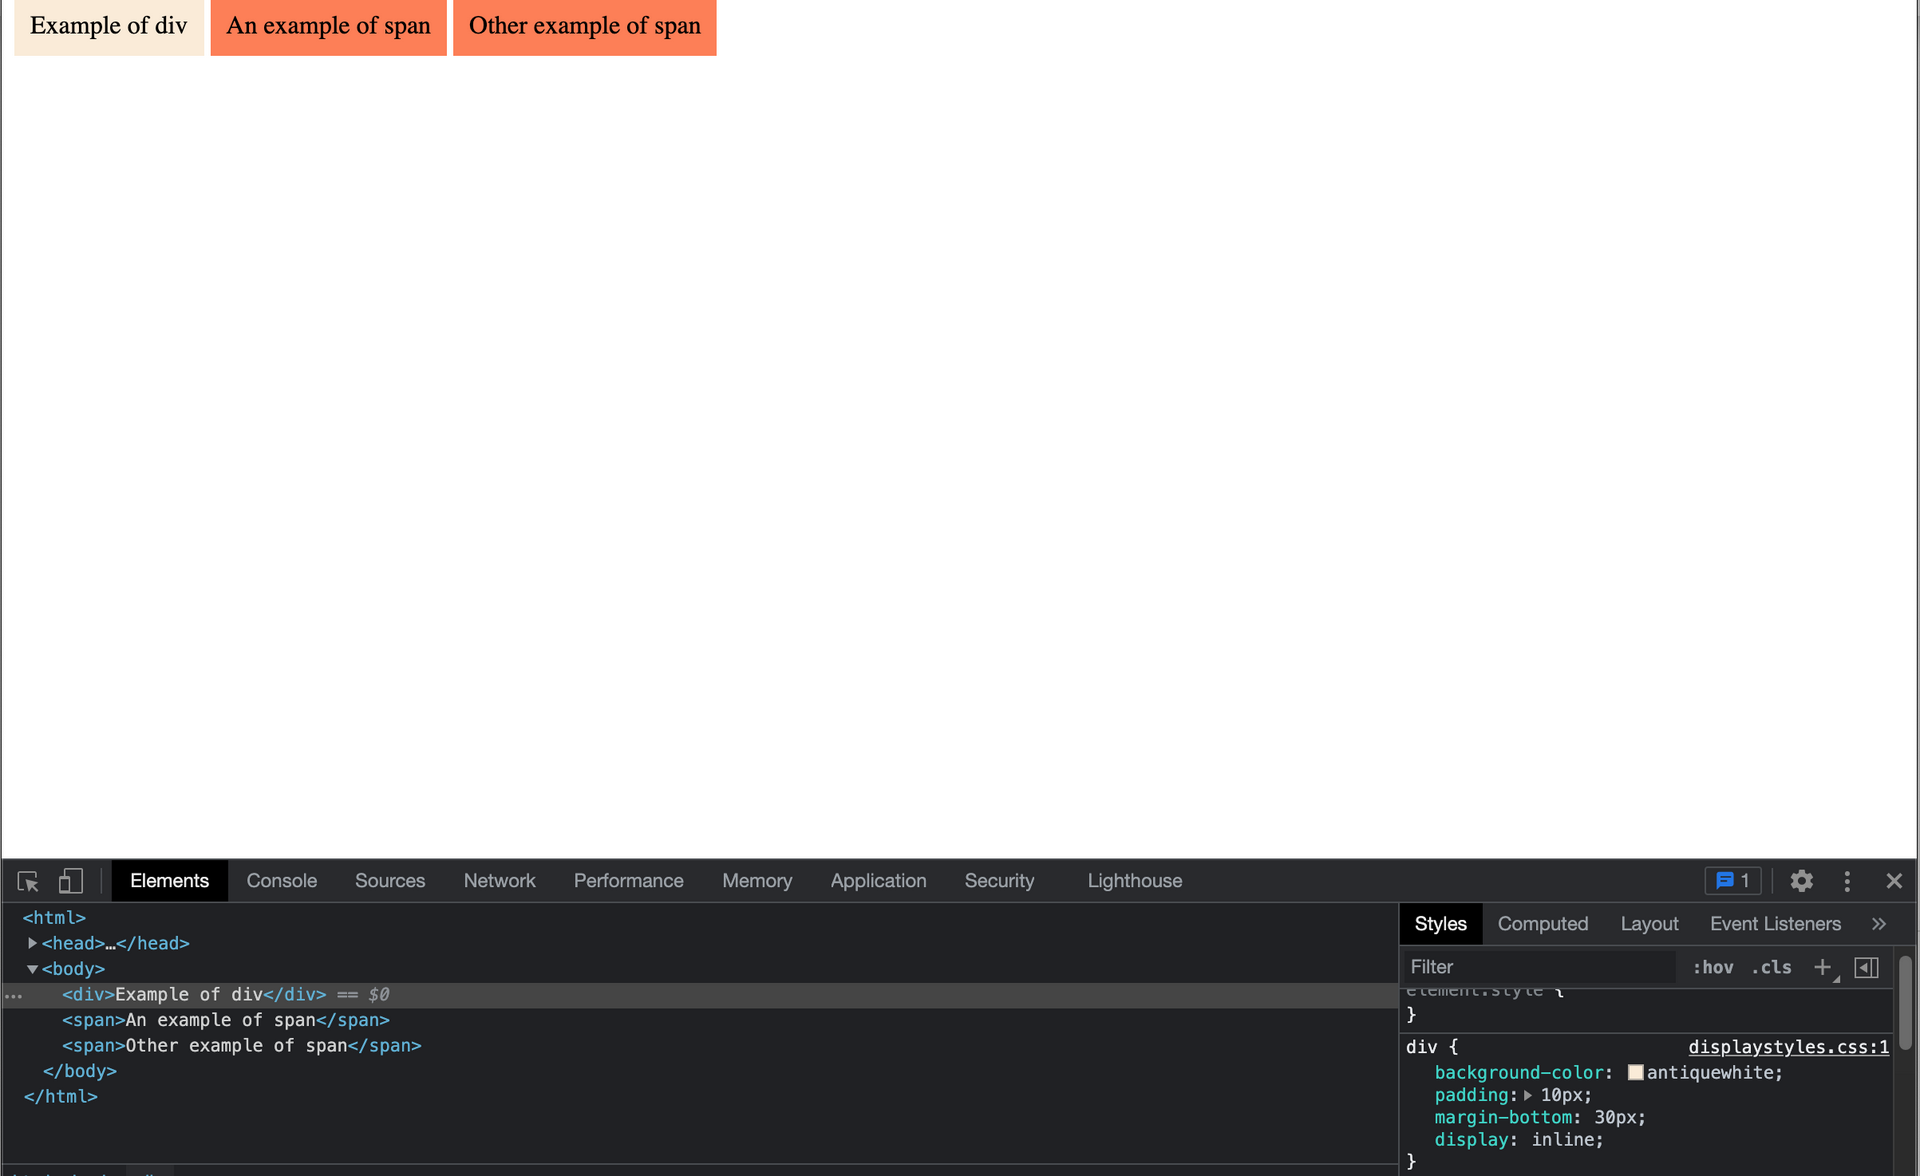 Example of div An example of span Other example of span
Elements Console Sources Network Performance Memory Application Security Lighthouse 1
<html>
<head>…</head>
<body>
<div>Example of div</div> == $0
<span>An example of span</span>
<span>Other example of span</span>
</body>
</html>
Styles Computed Layout Event Listeners »
Filter :hov .cls +
element.style {
}
div { displaystyles.css:1
background-color: antiquewhite;
padding: 10px;
margin-bottom: 30px;
display: inline;
}